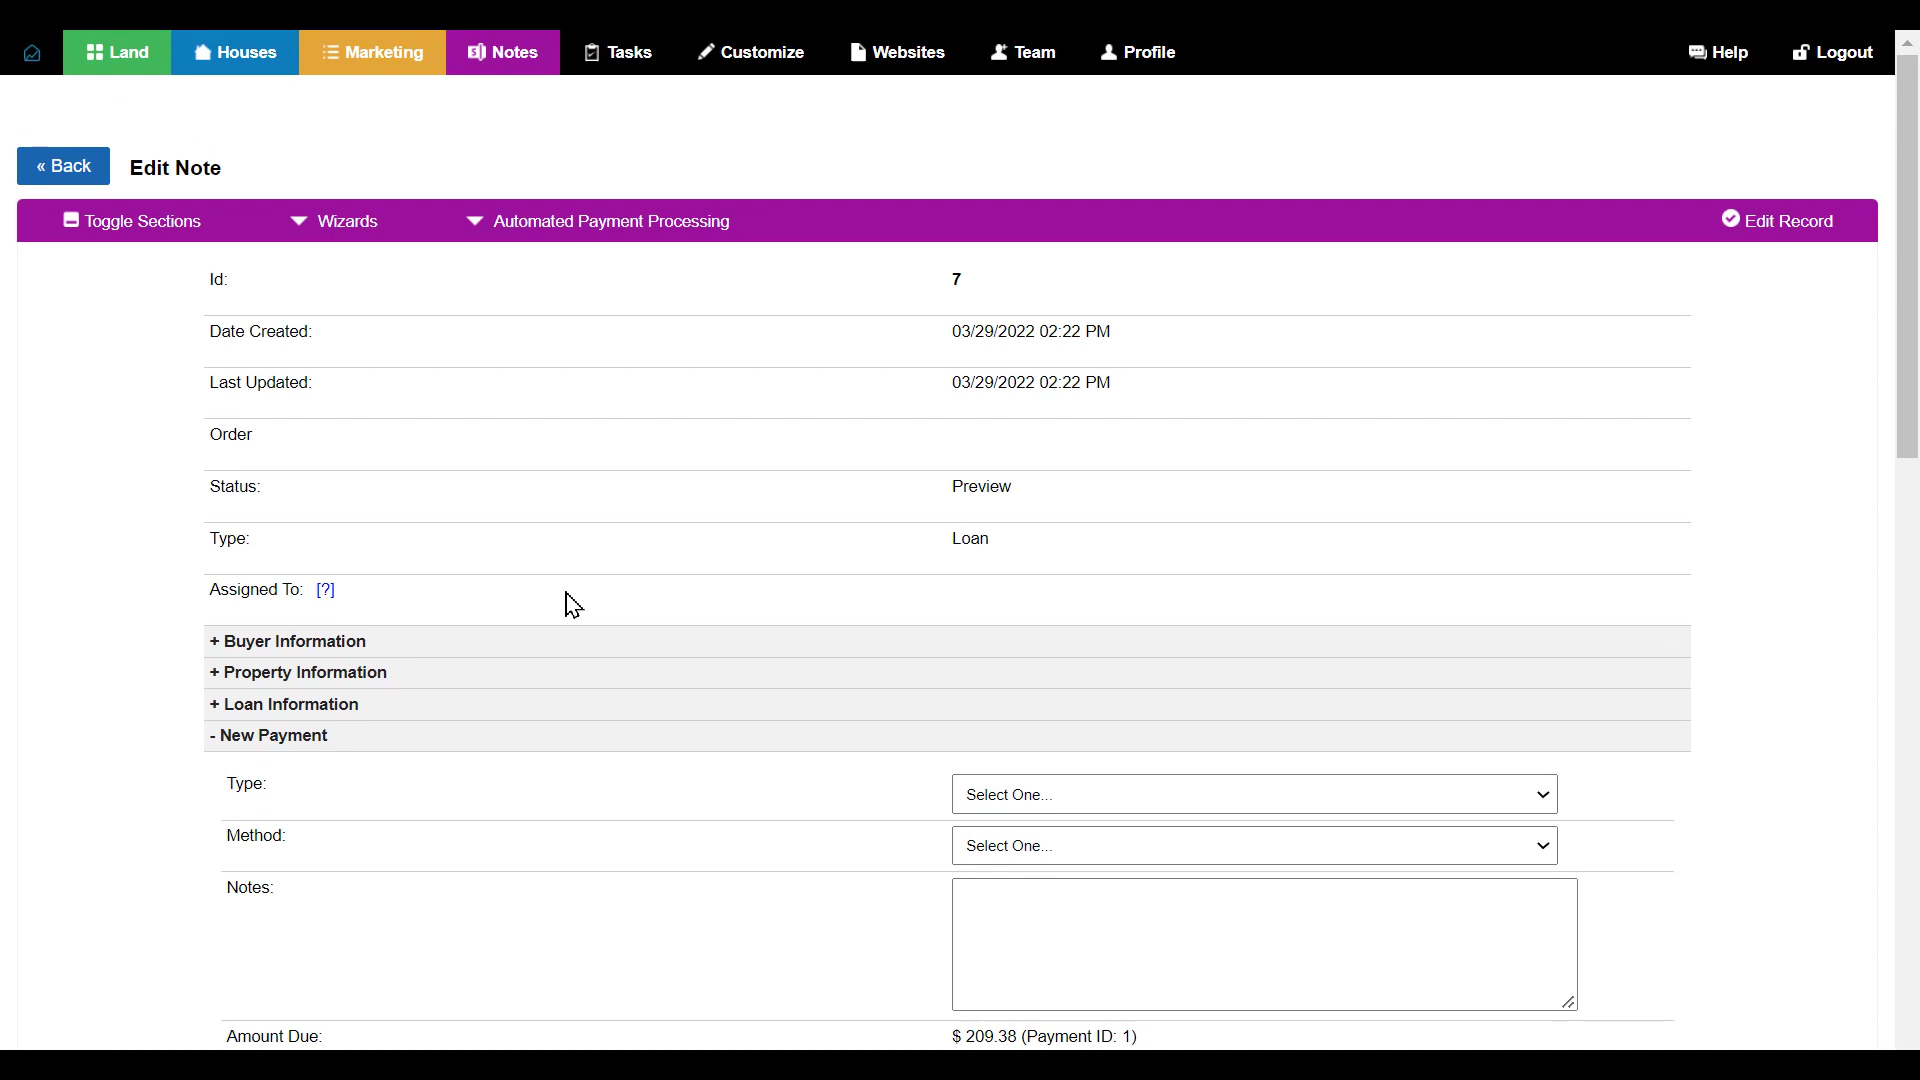 Land Houses Marketing Notes Tasks Customize Websites Team Profile Help Logout
« Back Edit Note
Toggle Sections Wizards Automated Payment Processing Edit Record
Id: 7
Date Created: 03/29/2022 02:22 PM
Last Updated: 03/29/2022 02:22 PM
Order
Status: Preview
Type: Loan
Assigned To: [?]
+ Buyer Information
+ Property Information
+ Loan Information
- New Payment
Type: Select One...
Method: Select One...
Notes:
Amount Due: $ 209.38 (Payment ID: 1)